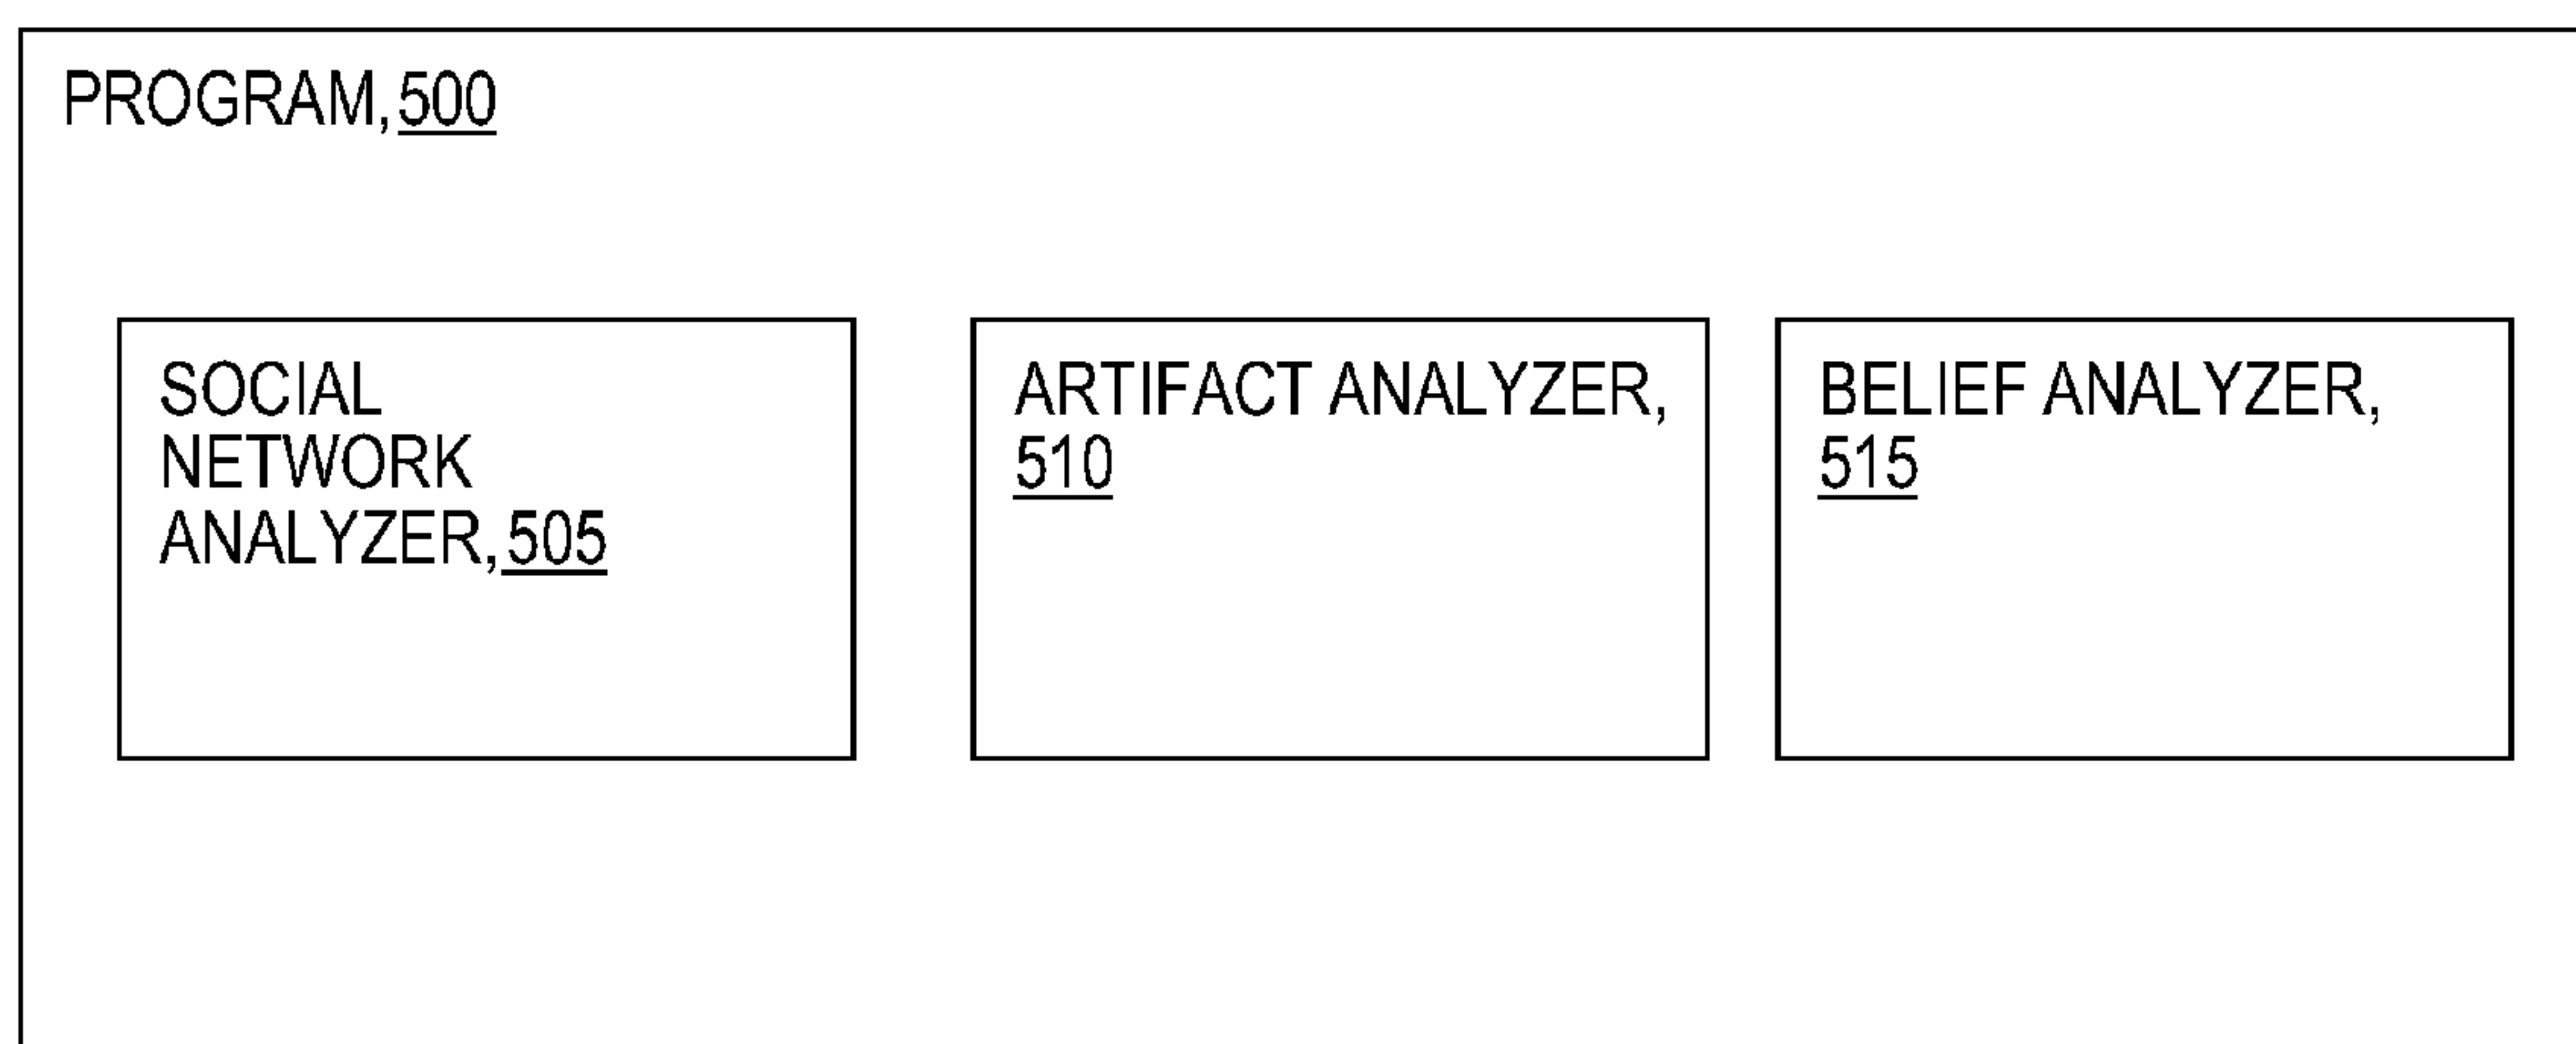 PROGRAM, 500
SOCIAL
NETWORK
ANALYZER, 505
ARTIFACT ANALYZER,
510
BELIEF ANALYZER,
515